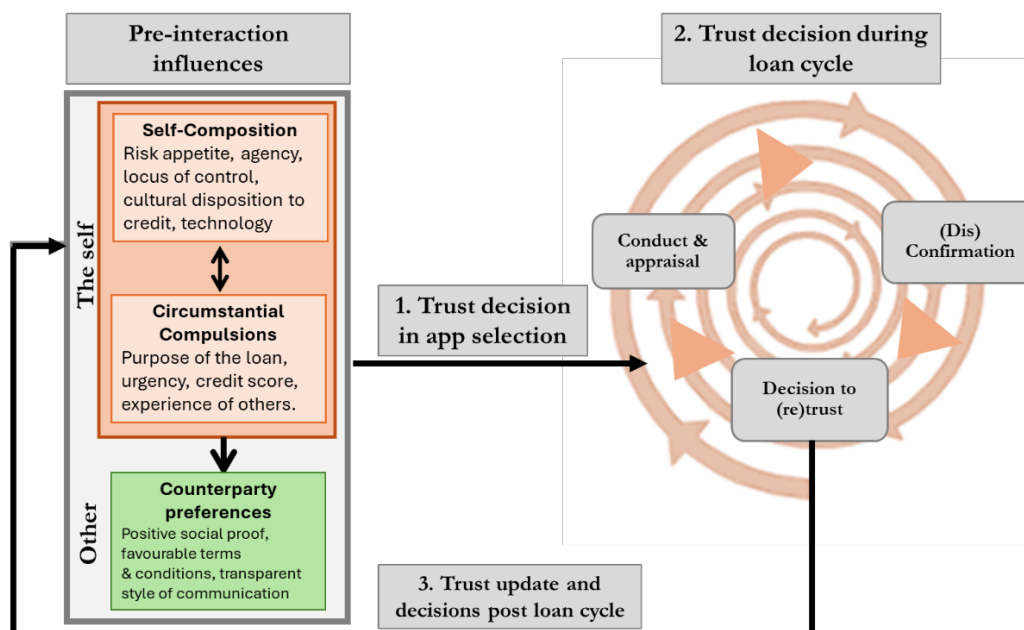 Pre-interaction
influences
The self
Self-Composition
Risk appetite, agency,
locus of control,
cultural disposition to
credit, technology
Circumstantial
Compulsions
Purpose of the loan,
urgency, credit score,
experience of others.
Other
Counterparty
preferences
Positive social proof,
favourable terms
& conditions, transparent
style of communication
1. Trust decision
in app selection
2. Trust decision during
loan cycle
Conduct &
appraisal
(Dis)
Confirmation
Decision to
(re)trust
3. Trust update and
decisions post loan cycle